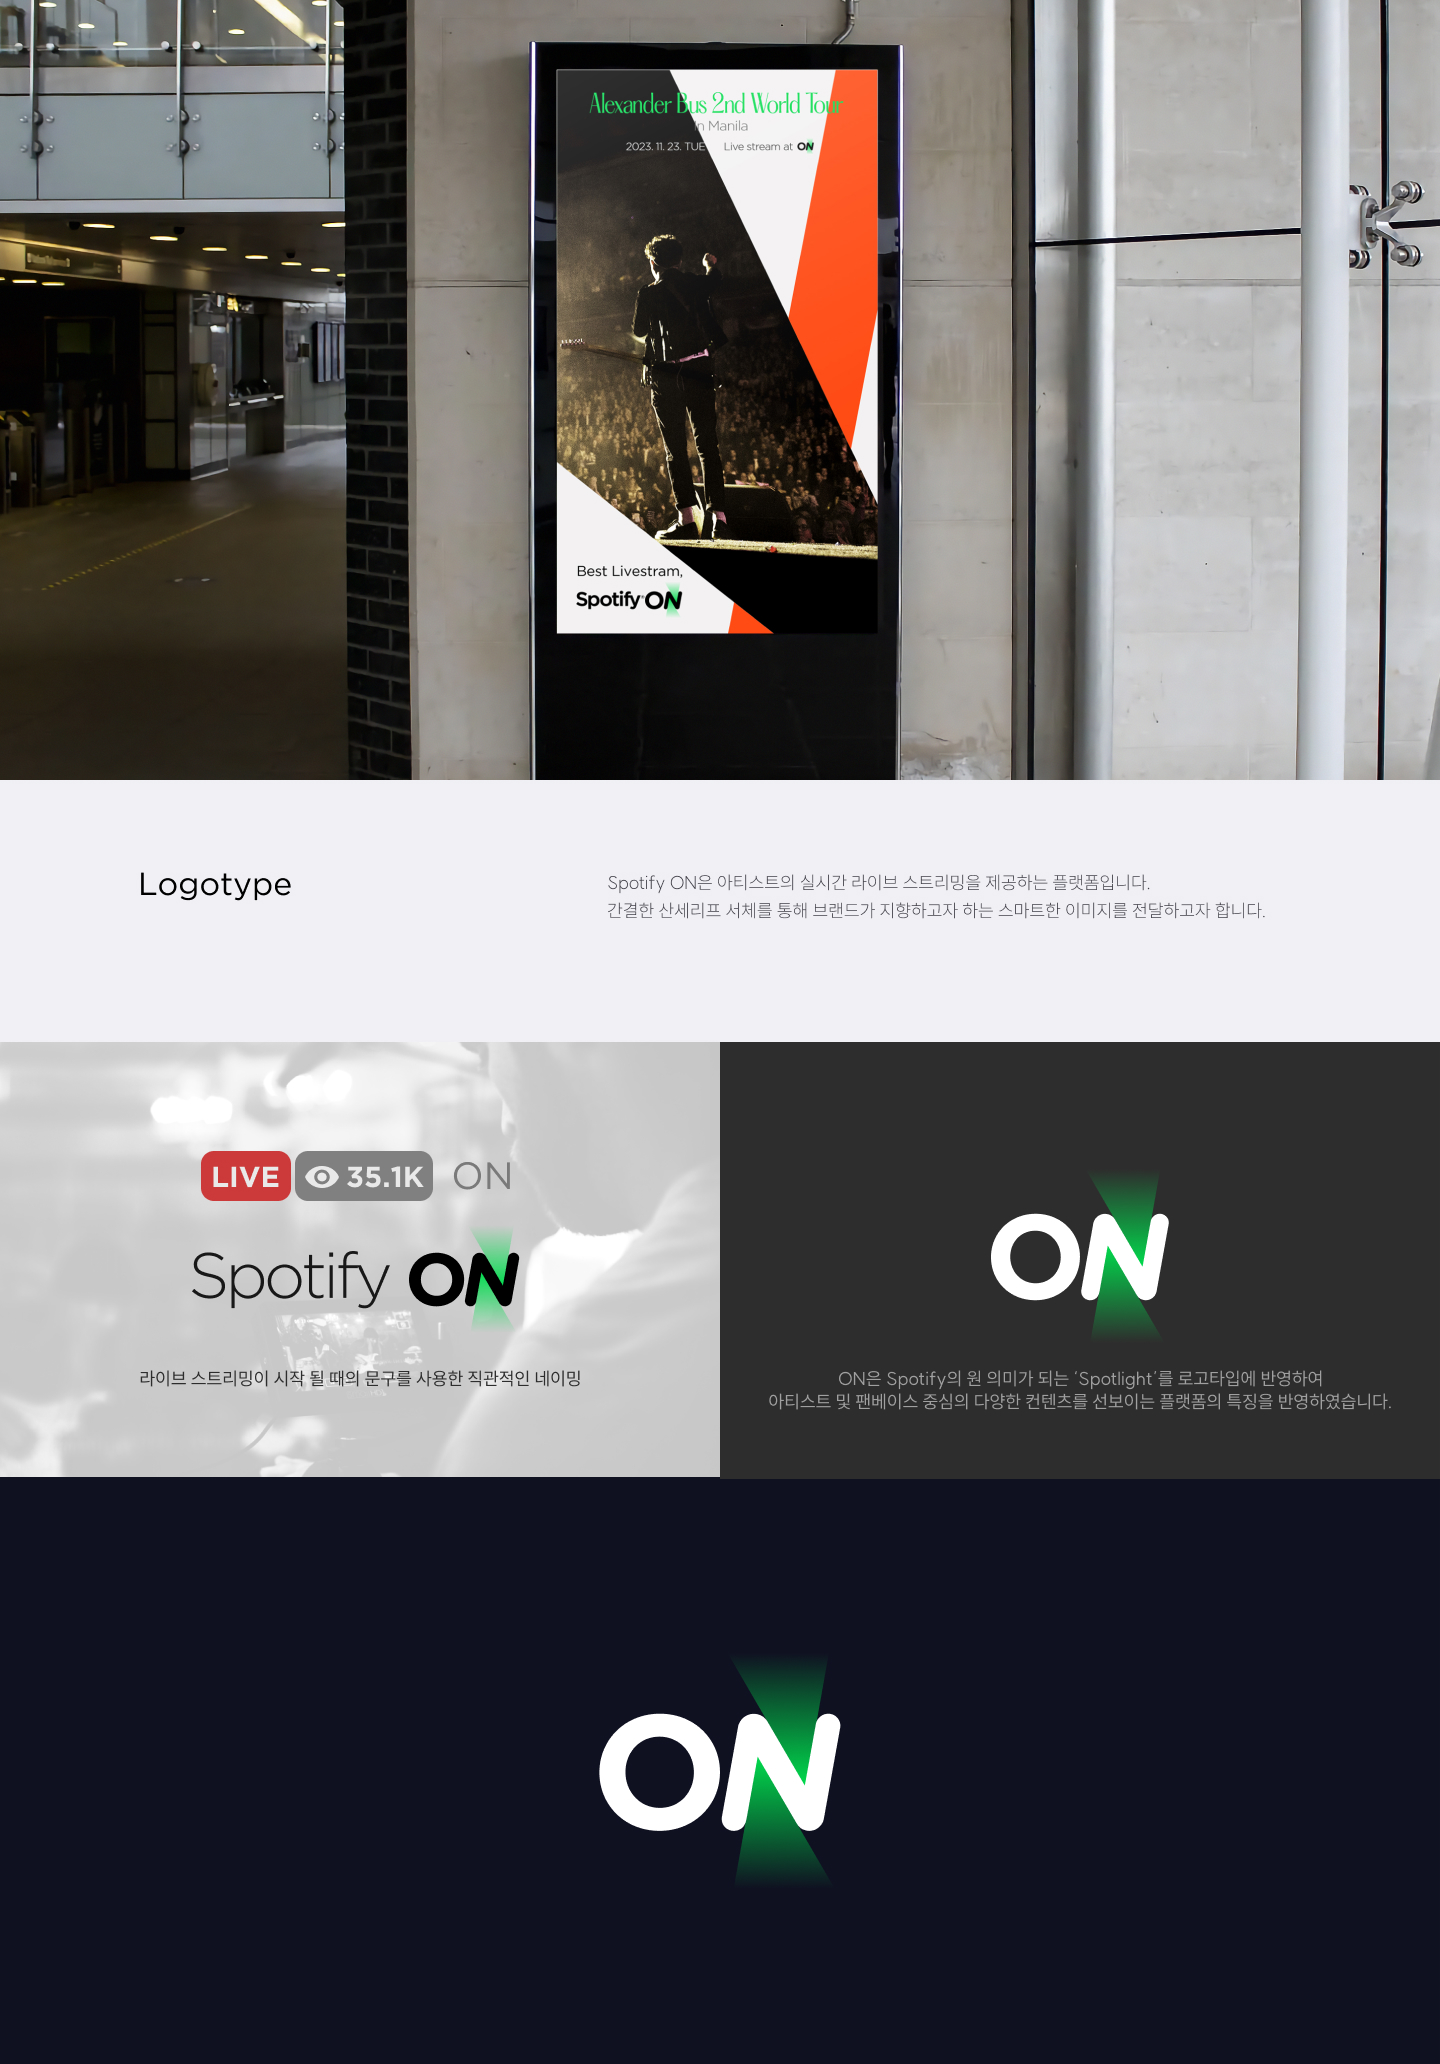 Alexander Bus 2nd World Tour
In Manila
2023. 11. 23. TUE Live stream at ON
Best Livestram,
Spotify ON
Logotype
Spotify ON은 아티스트의 실시간 라이브 스트리밍을 제공하는 플랫폼입니다.
간결한 산세리프 서체를 통해 브랜드가 지향하고자 하는 스마트한 이미지를 전달하고자 합니다.
LIVE 35.1K ON
Spotify ON
라이브 스트리밍이 시작 될 때의 문구를 사용한 직관적인 네이밍
ON
ON은 Spotify의 원 의미가 되는 'Spotlight'를 로고타입에 반영하여
아티스트 및 팬베이스 중심의 다양한 컨텐츠를 선보이는 플랫폼의 특징을 반영하였습니다.
ON